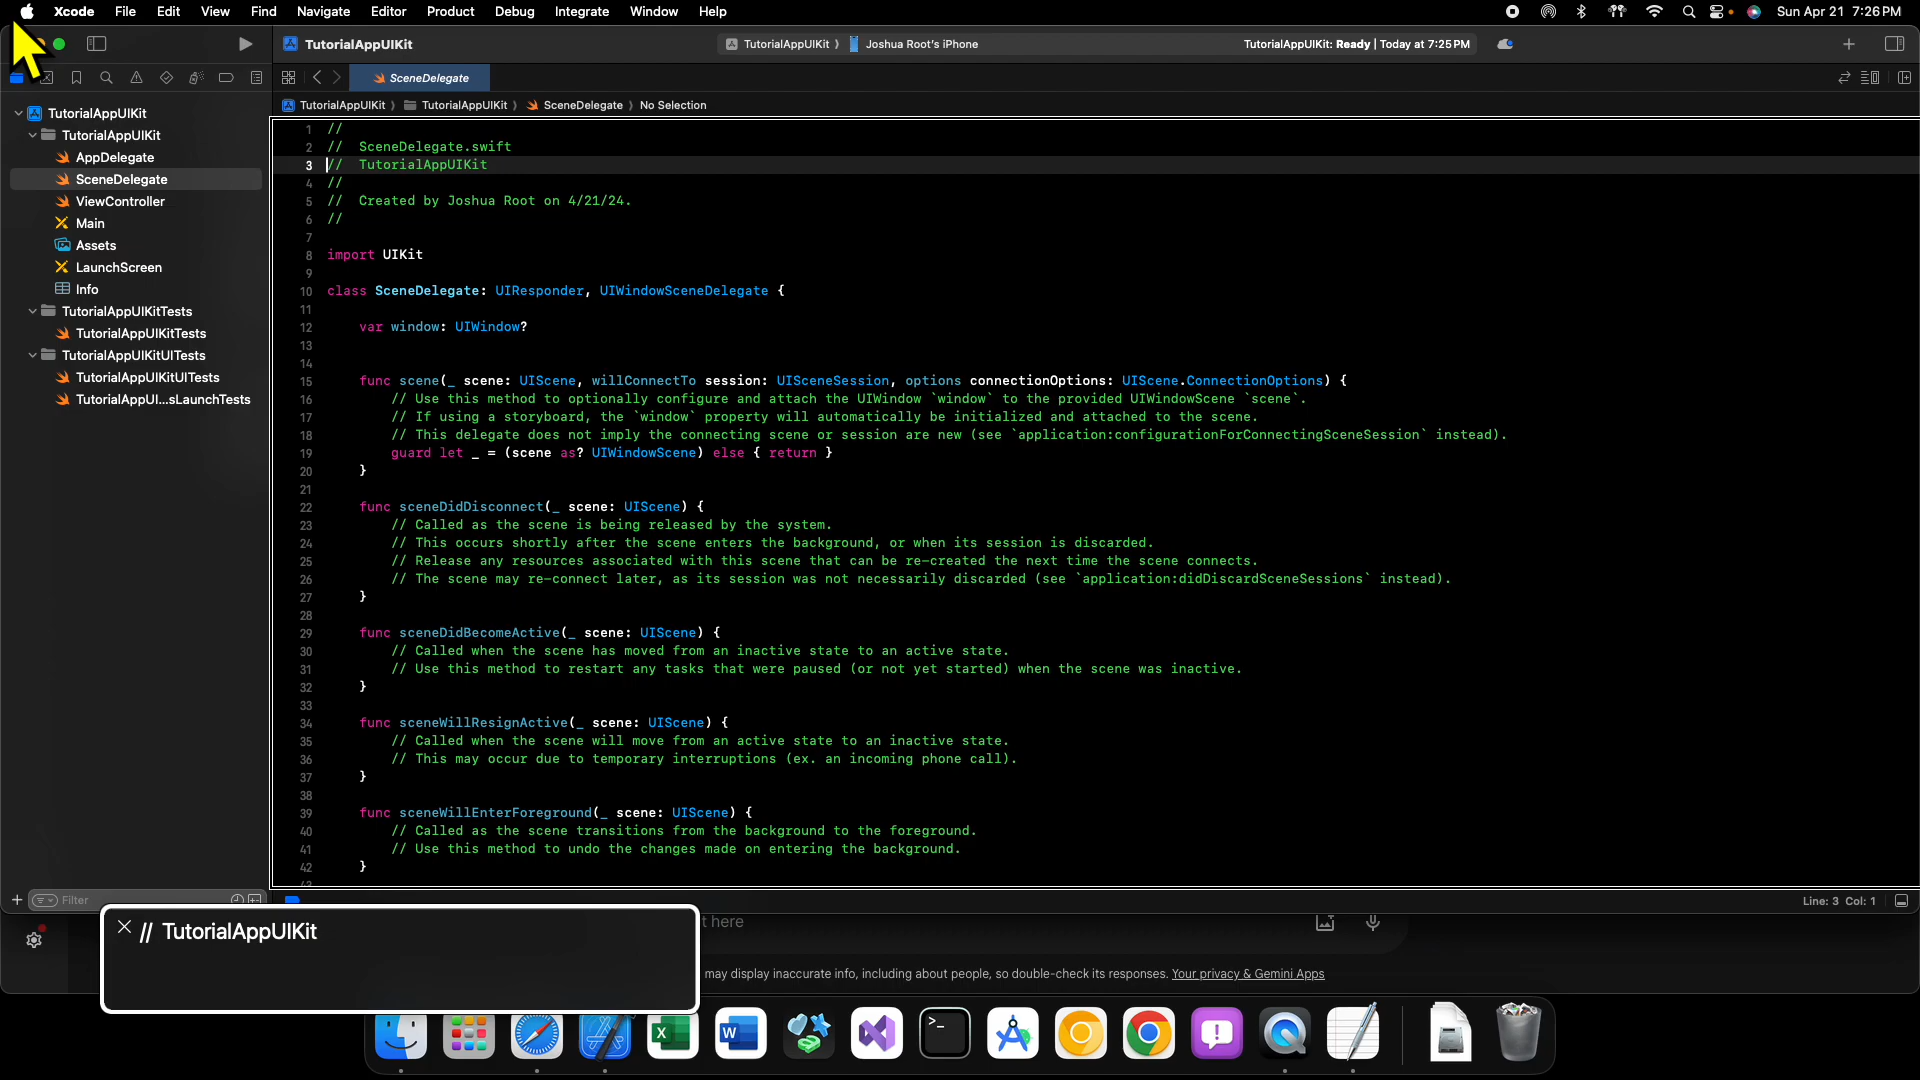 Xcode File Edit View Find Navigate Editor Product Debug Integrate Window Help Sun Apr 21 7:26 PM
TutorialAppUIKit TutorialAppUIKit Joshua Root's iPhone TutorialAppUIKit: Ready | Today at 7:25 PM
SceneDelegate
TutorialAppUIKit TutorialAppUIKit SceneDelegate No Selection
TutorialAppUIKit
TutorialAppUIKit
AppDelegate
SceneDelegate
ViewController
Main
Assets
LaunchScreen
Info
TutorialAppUIKitTests
TutorialAppUIKitTests
TutorialAppUIKitUITests
TutorialAppUIKitUITests
TutorialAppUI...sLaunchTests
Filter
1 //
2 // SceneDelegate.swift
3 // TutorialAppUIKit
4 //
5 // Created by Joshua Root on 4/21/24.
6 //
7
8 import UIKit
9
10 class SceneDelegate: UIResponder, UIWindowSceneDelegate {
11
12 var window: UIWindow?
13
14
15 func scene(_ scene: UIScene, willConnectTo session: UISceneSession, options connectionOptions: UIScene.ConnectionOptions) {
16 // Use this method to optionally configure and attach the UIWindow `window` to the provided UIWindowScene `scene`.
17 // If using a storyboard, the `window` property will automatically be initialized and attached to the scene.
18 // This delegate does not imply the connecting scene or session are new (see `application:configurationForConnectingSceneSession` instead).
19 guard let _ = (scene as? UIWindowScene) else { return }
20 }
21
22 func sceneDidDisconnect(_ scene: UIScene) {
23 // Called as the scene is being released by the system.
24 // This occurs shortly after the scene enters the background, or when its session is discarded.
25 // Release any resources associated with this scene that can be re-created the next time the scene connects.
26 // The scene may re-connect later, as its session was not necessarily discarded (see `application:didDiscardSceneSessions` instead).
27 }
28
29 func sceneDidBecomeActive(_ scene: UIScene) {
30 // Called when the scene has moved from an inactive state to an active state.
31 // Use this method to restart any tasks that were paused (or not yet started) when the scene was inactive.
32 }
33
34 func sceneWillResignActive(_ scene: UIScene) {
35 // Called when the scene will move from an active state to an inactive state.
36 // This may occur due to temporary interruptions (ex. an incoming phone call).
37 }
38
39 func sceneWillEnterForeground(_ scene: UIScene) {
40 // Called as the scene transitions from the background to the foreground.
41 // Use this method to undo the changes made on entering the background.
42 }
Line: 3 Col: 1
// TutorialAppUIKit
t here
may display inaccurate info, including about people, so double-check its responses. Your privacy & Gemini Apps